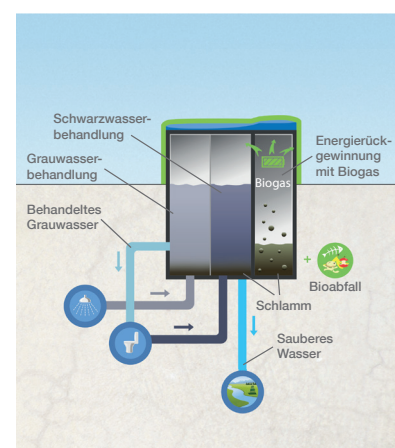 Schwarzwasser-
behandlung
Grauwasser-
behandlung
Behandeltes
Grauwasser
Energierück-
gewinnung
mit Biogas
Biogas
+
Bioabfall
Schlamm
Sauberes
Wasser